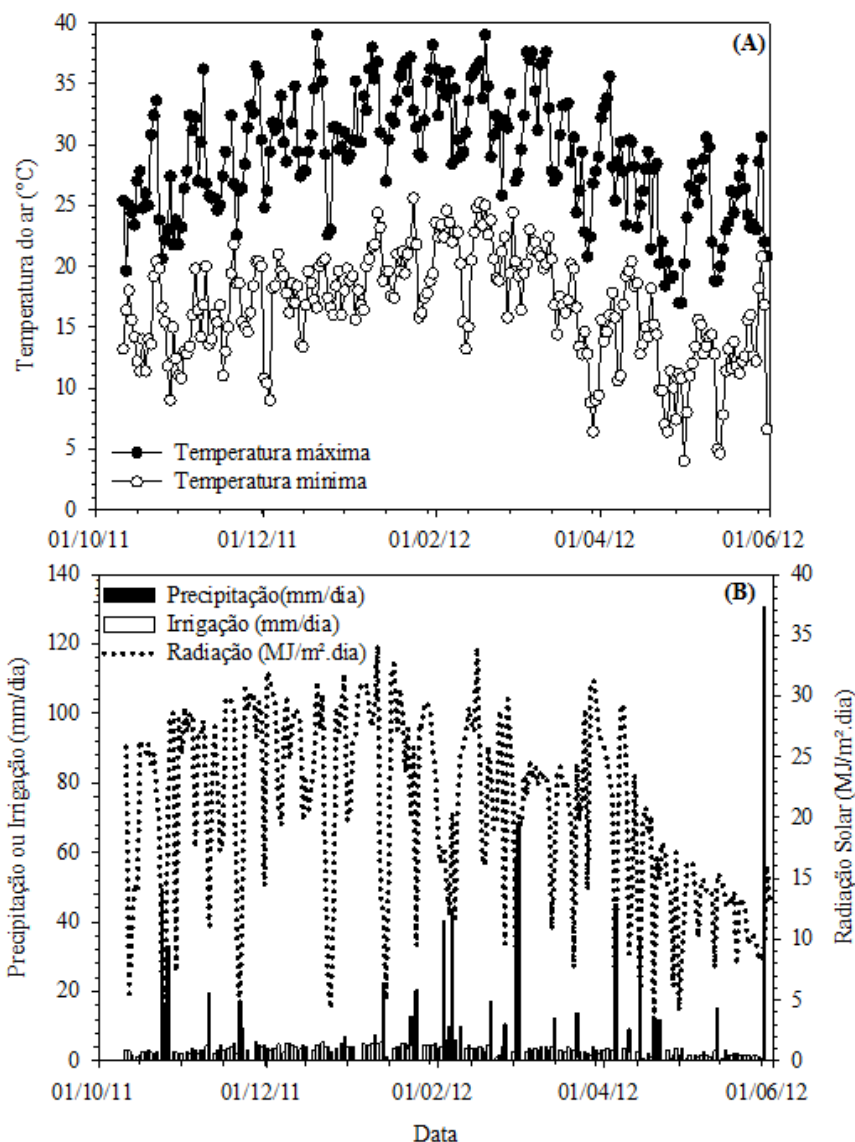 (A)
40
35
30
25
20
15
10
5
0
Temperatura do ar (°C)
Temperatura máxima
Temperatura mínima
01/10/11 01/12/11 01/02/12 01/04/12 01/06/12
(B)
140
120
100
80
60
40
20
0
Precipitação ou Irrigação (mm/dia)
Precipitação(mm/dia)
Irrigação (mm/dia)
Radiação (MJ/m².dia)
40
35
30
25
20
15
10
5
0
Radiação Solar (MJ/m².dia)
01/10/11 01/12/11 01/02/12 01/04/12 01/06/12
Data